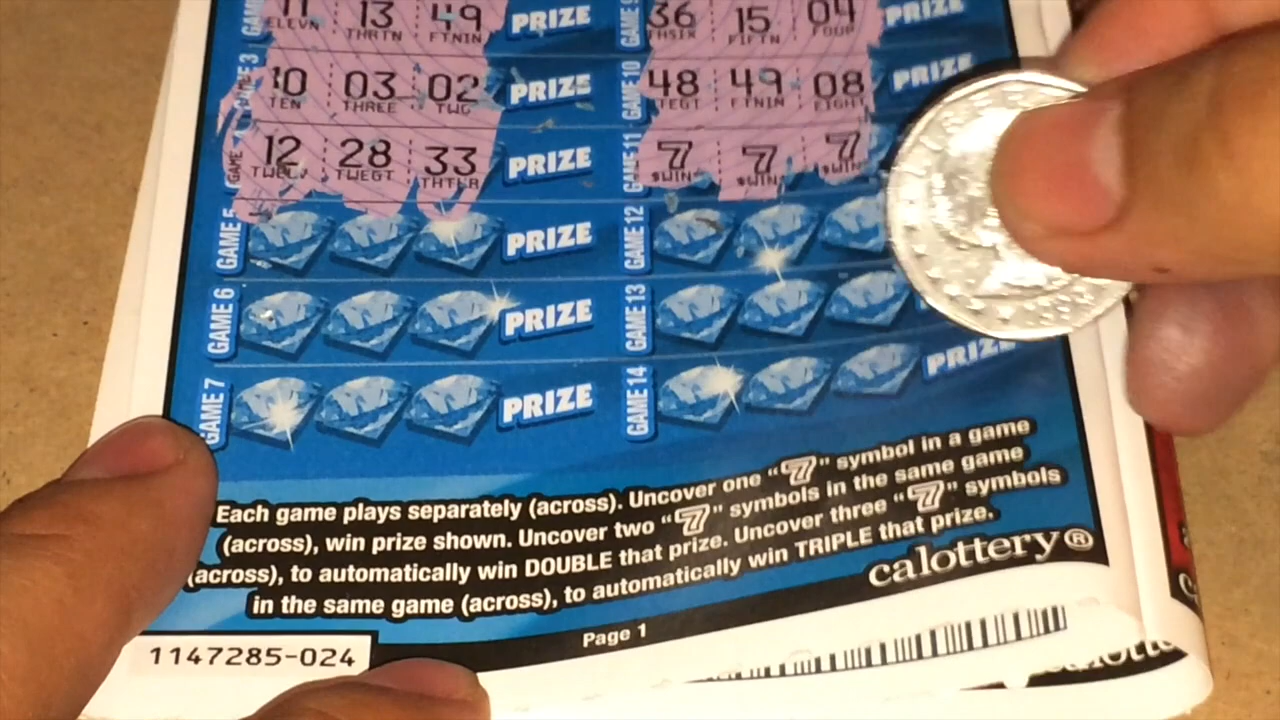 11 13 49 PRIZE
THRTN FTNIN
36 15 04 PRIZE
THSIX FIFTN FOUR
10 03 02 PRIZE
TEN THREE TWO
GAME 10 48 49 08 PRIZE
FTEGT FTNIN EIGHT
GAME 12 28 33 PRIZE
TWELV TWEGT THTHR
GAME 11 7 7 7
$WIN $WIN $WIN
GAME 5 PRIZE
GAME 12
GAME 6 PRIZE
GAME 13
GAME 7 PRIZE
GAME 14 PRIZE
Each game plays separately (across). Uncover one "7" symbol in a game
(across), win prize shown. Uncover two "7" symbols in the same game
(across), to automatically win DOUBLE that prize. Uncover three "7" symbols
in the same game (across), to automatically win TRIPLE that prize.
calottery®
Page 1
1147285-024